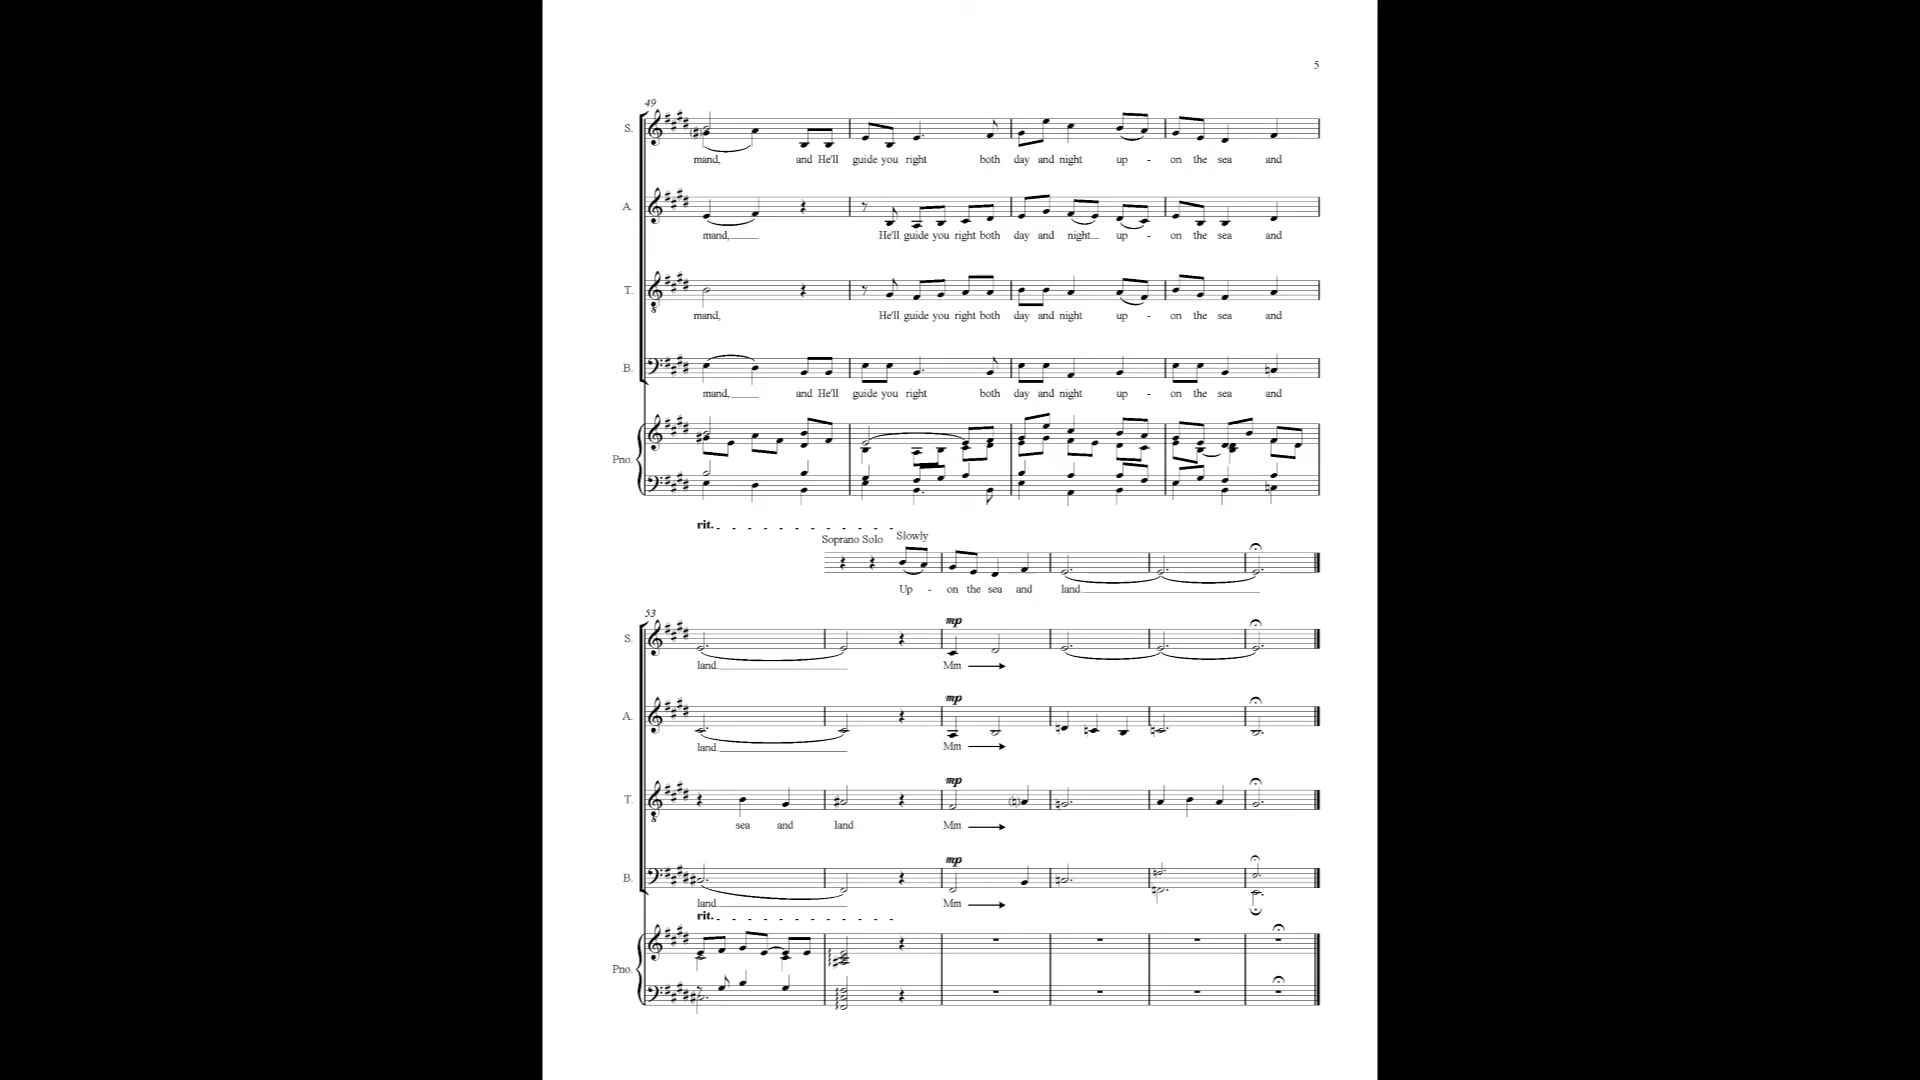 5
49
S.
mand, and He'll guide you right both day and night up - on the sea and
A.
mand, He'll guide you right both day and night up - on the sea and
T.
mand, He'll guide you right both day and night up - on the sea and
B.
mand, and He'll guide you right both day and night up - on the sea and
Pno.
rit.
Soprano Solo Slowly
Up - on the sea and land
53
mp
S.
land Mm
mp
A.
land Mm
mp
T.
sea and land Mm
mp
B.
land Mm
rit.
Pno.